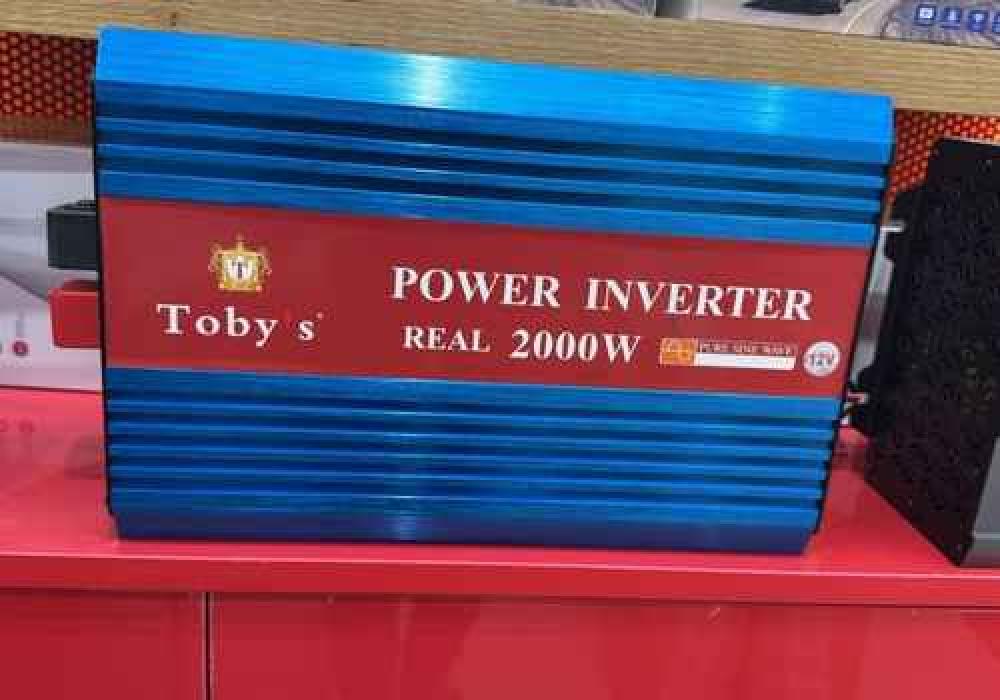 Toby's
POWER INVERTER
REAL 2000W
PURE SINE WAVE
12V